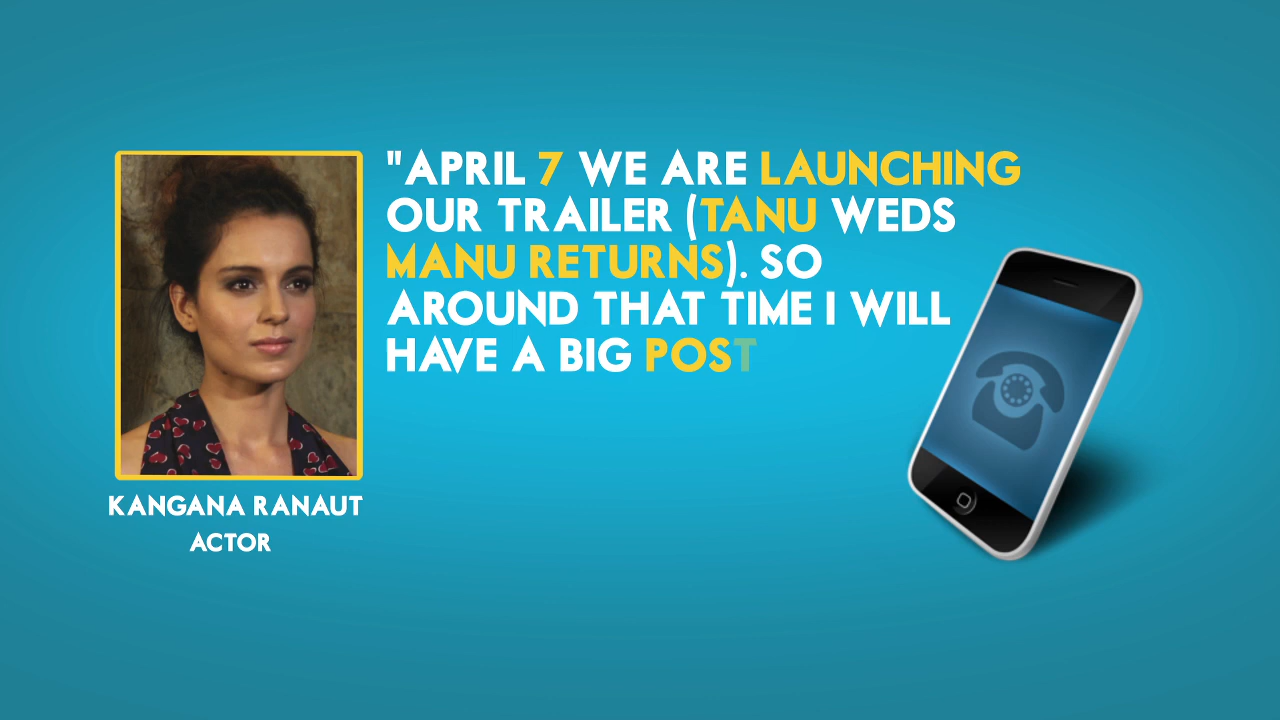 "APRIL 7 WE ARE LAUNCHING
OUR TRAILER (TANU WEDS
MANU RETURNS). SO
AROUND THAT TIME I WILL
HAVE A BIG POST
KANGANA RANAUT
ACTOR